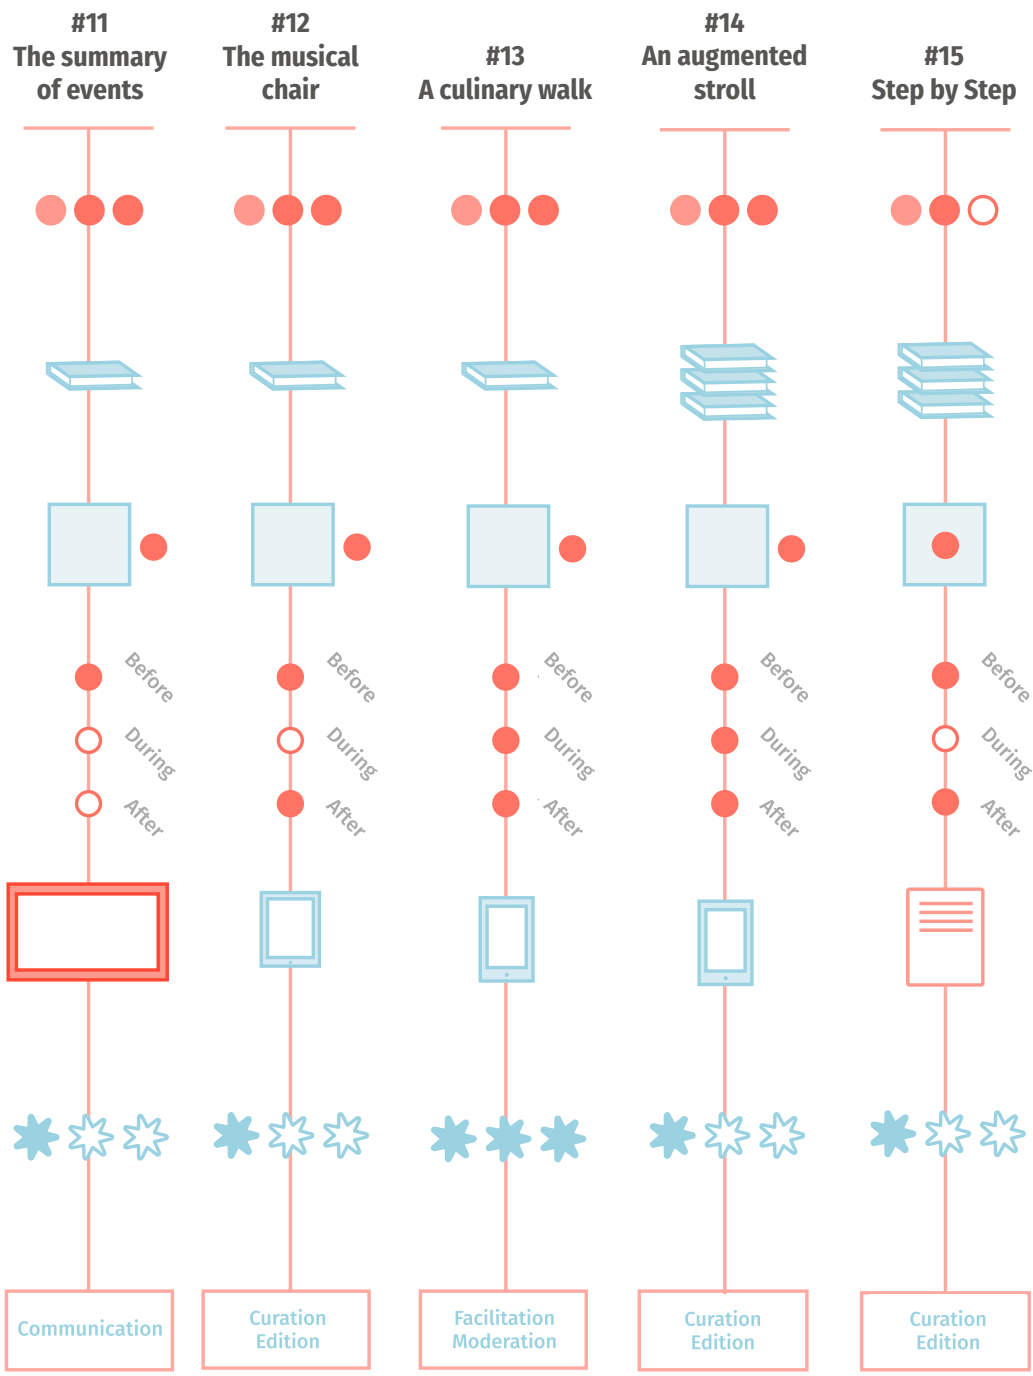 #11
The summary
of events
#12
The musical
chair
#13
A culinary walk
#14
An augmented
stroll
#15
Step by Step
Before
Before
Before
Before
Before
During
During
During
During
During
After
After
After
After
After
Communication
Curation
Edition
Facilitation
Moderation
Curation
Edition
Curation
Edition